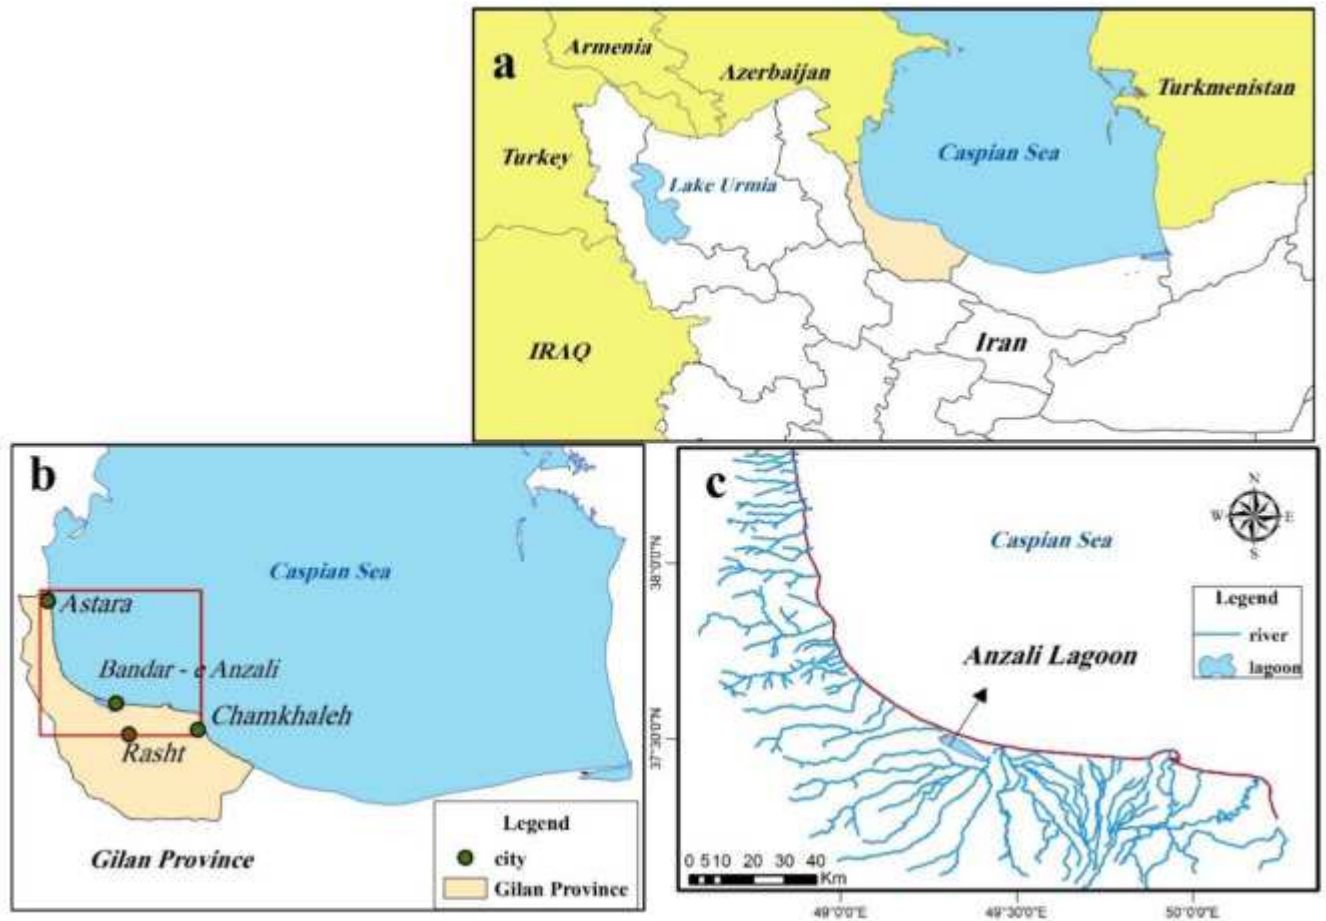 a
Armenia
Azerbaijan
Turkmenistan
Turkey
Caspian Sea
Lake Urmia
IRAQ
Iran
b
Caspian Sea
Astara
Bandar - e Anzali
Chamkhaleh
Rasht
Gilan Province
Legend
city
Gilan Province
38°0'0"N
37°30'0"N
c
N
W
E
S
Caspian Sea
Legend
river
lagoon
Anzali Lagoon
0 5 10 20 30 40
Km
49°0'0"E
49°30'0"E
50°0'0"E